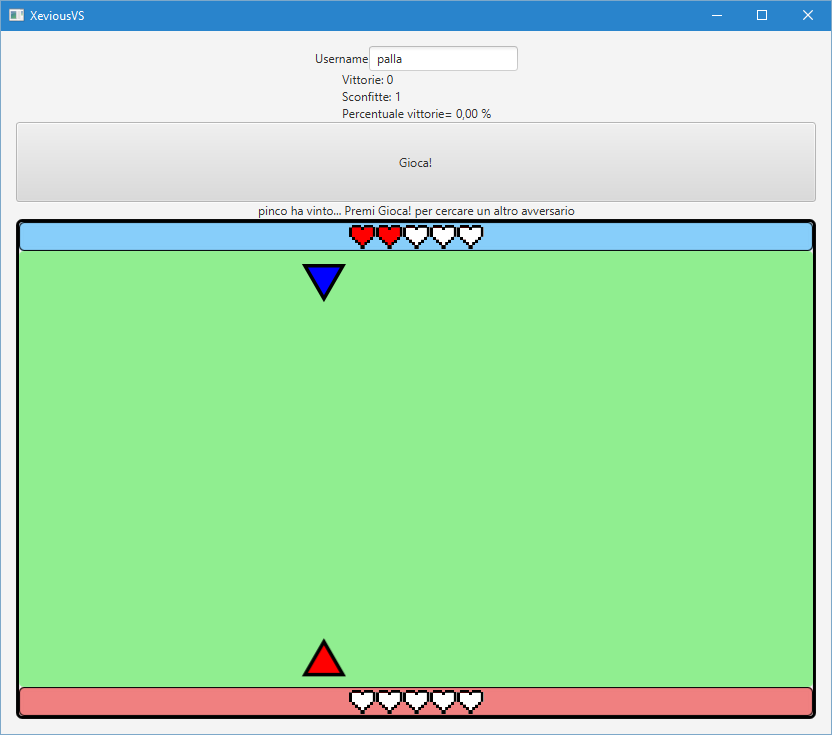 XeviousVS
Username palla
Vittorie: 0
Sconfitte: 1
Percentuale vittorie= 0,00 %
Gioca!
pinco ha vinto... Premi Gioca! per cercare un altro avversario